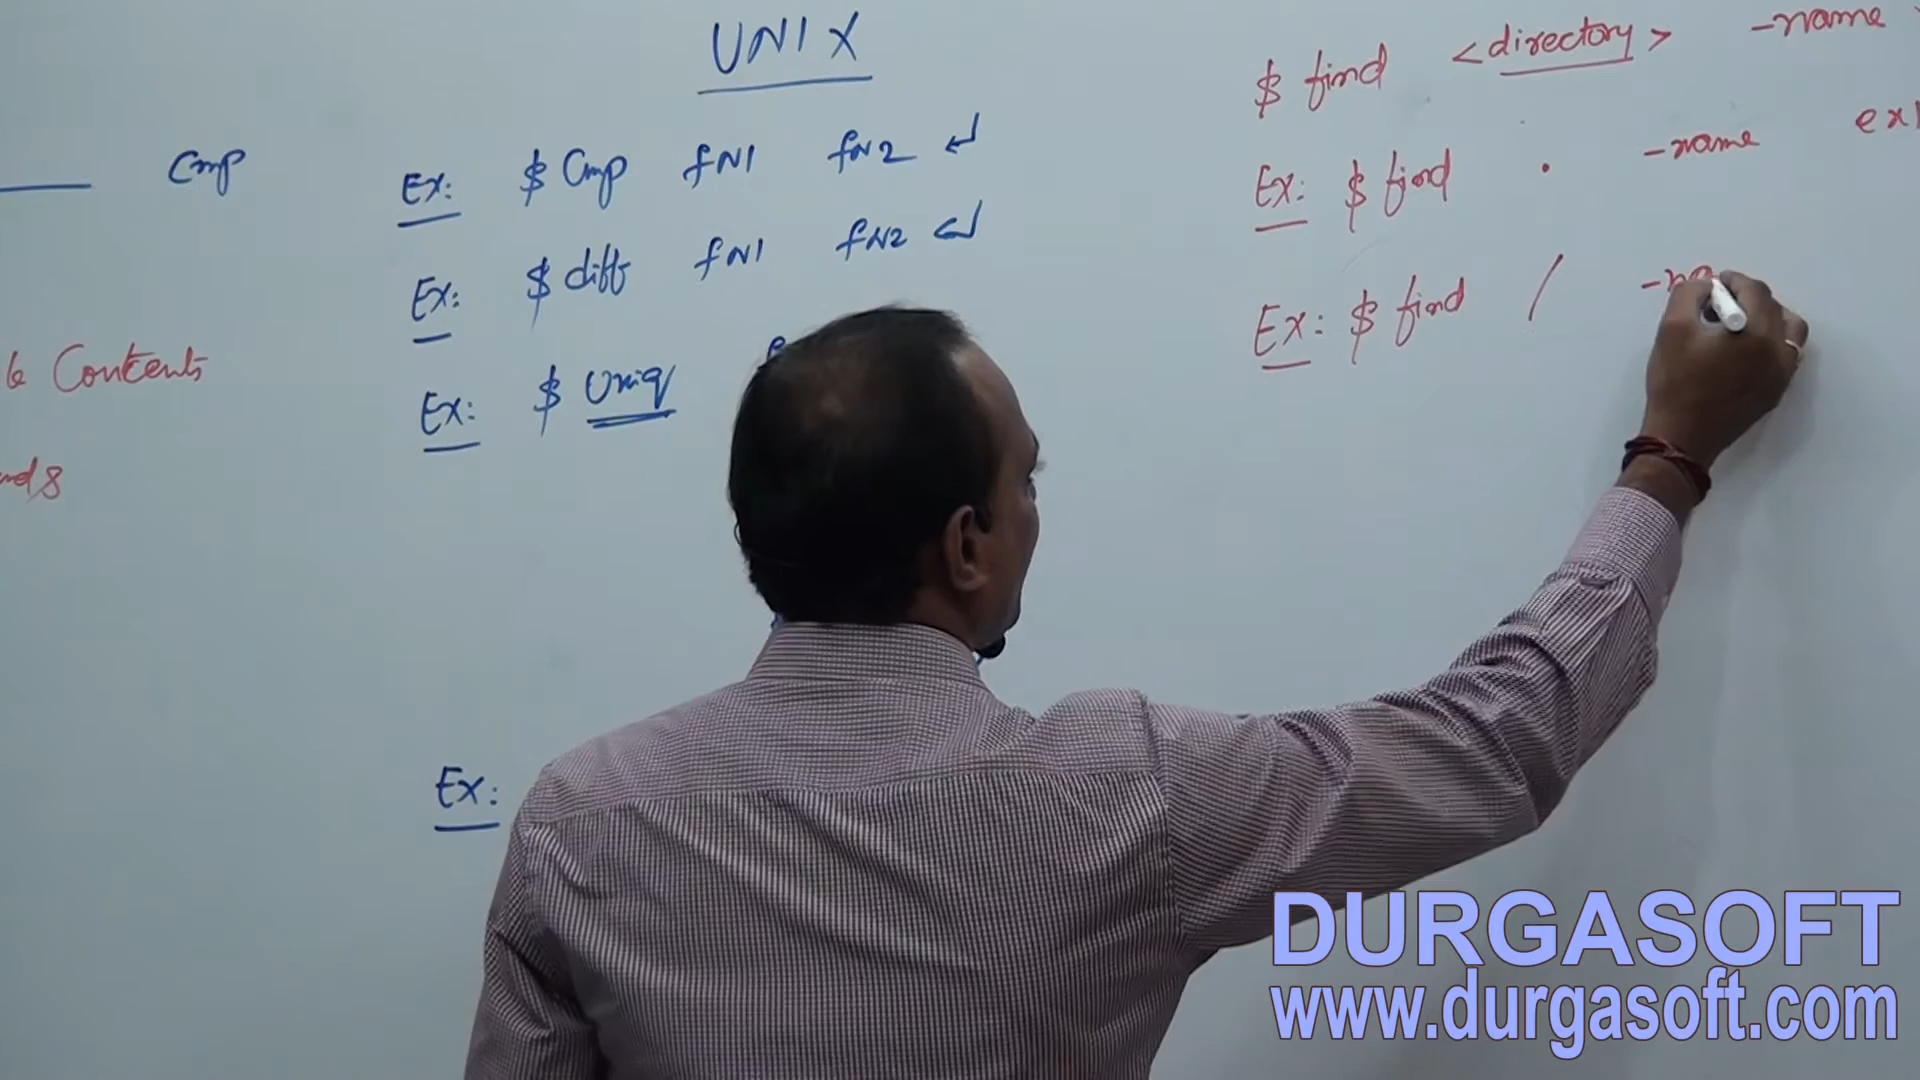 UNIX
Cmp
Ex: $ Cmp fN1 fN2
Ex: $ diff fN1 fN2
Contents
Ex: $ Uniq
Ex:
$ find <directory> -name
Ex: $ find . -name
Ex: $ find /
DURGASOFT
www.durgasoft.com